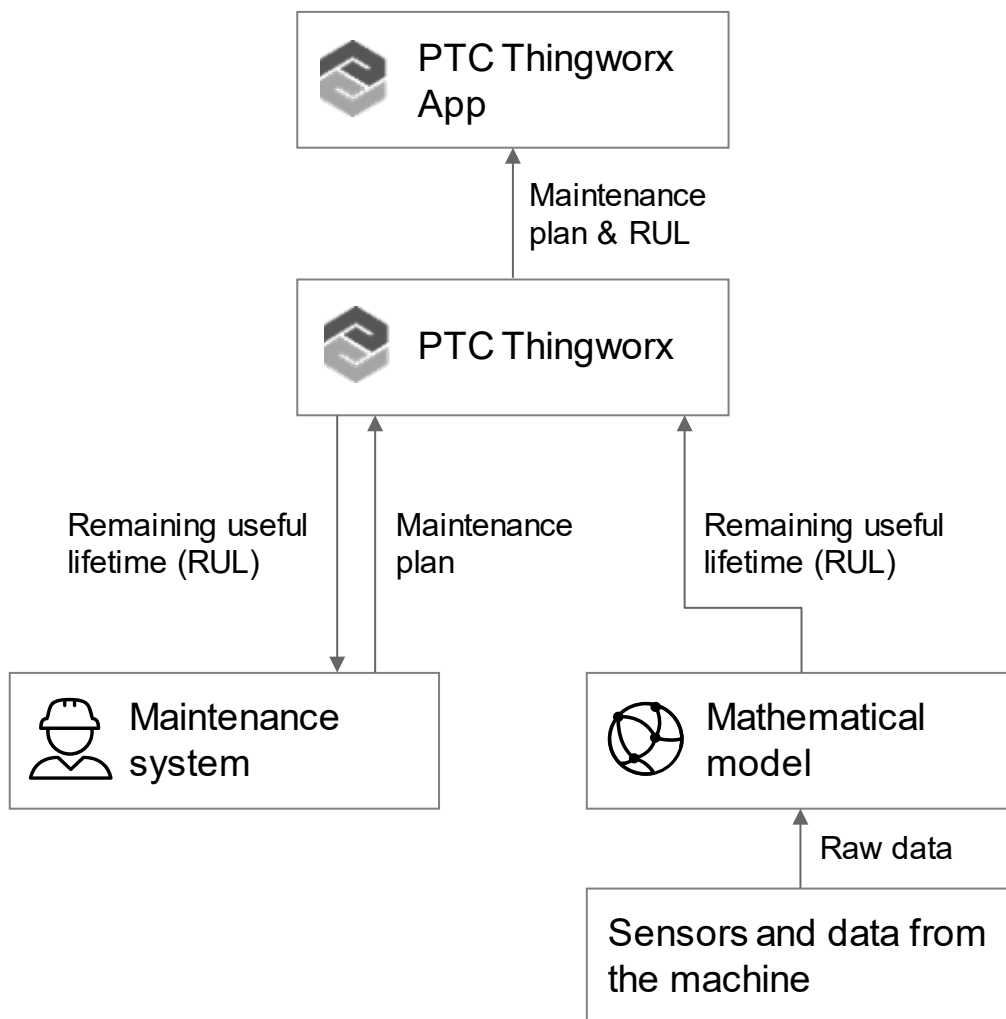 PTC Thingworx
App
Maintenance
plan & RUL
PTC Thingworx
Remaining useful
lifetime (RUL)
Maintenance
plan
Remaining useful
lifetime (RUL)
Maintenance
system
Mathematical
model
Raw data
Sensors and data from
the machine